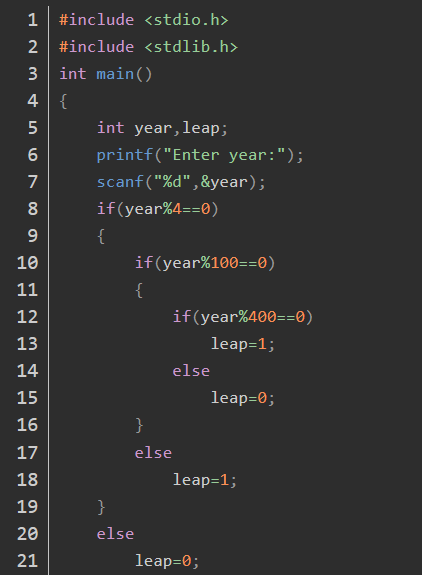 1 #include <stdio.h>
2 #include <stdlib.h>
3 int main()
4 {
5     int year,leap;
6     printf("Enter year:");
7     scanf("%d",&year);
8     if(year%4==0)
9     {
10         if(year%100==0)
11         {
12             if(year%400==0)
13                 leap=1;
14             else
15                 leap=0;
16         }
17         else
18             leap=1;
19     }
20     else
21         leap=0;